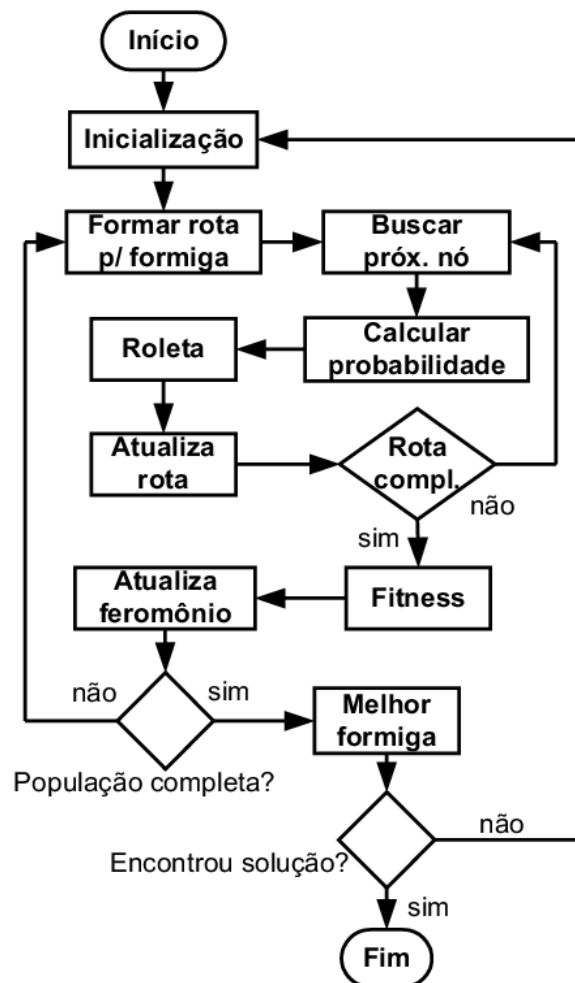 Início
Inicialização
Formar rota
p/ formiga
Buscar
próx. nó
Calcular
probabilidade
Roleta
Atualiza
rota
Rota
compl.
não
sim
Fitness
Atualiza
feromônio
não
sim
População completa?
Melhor
formiga
Encontrou solução?
não
sim
Fim